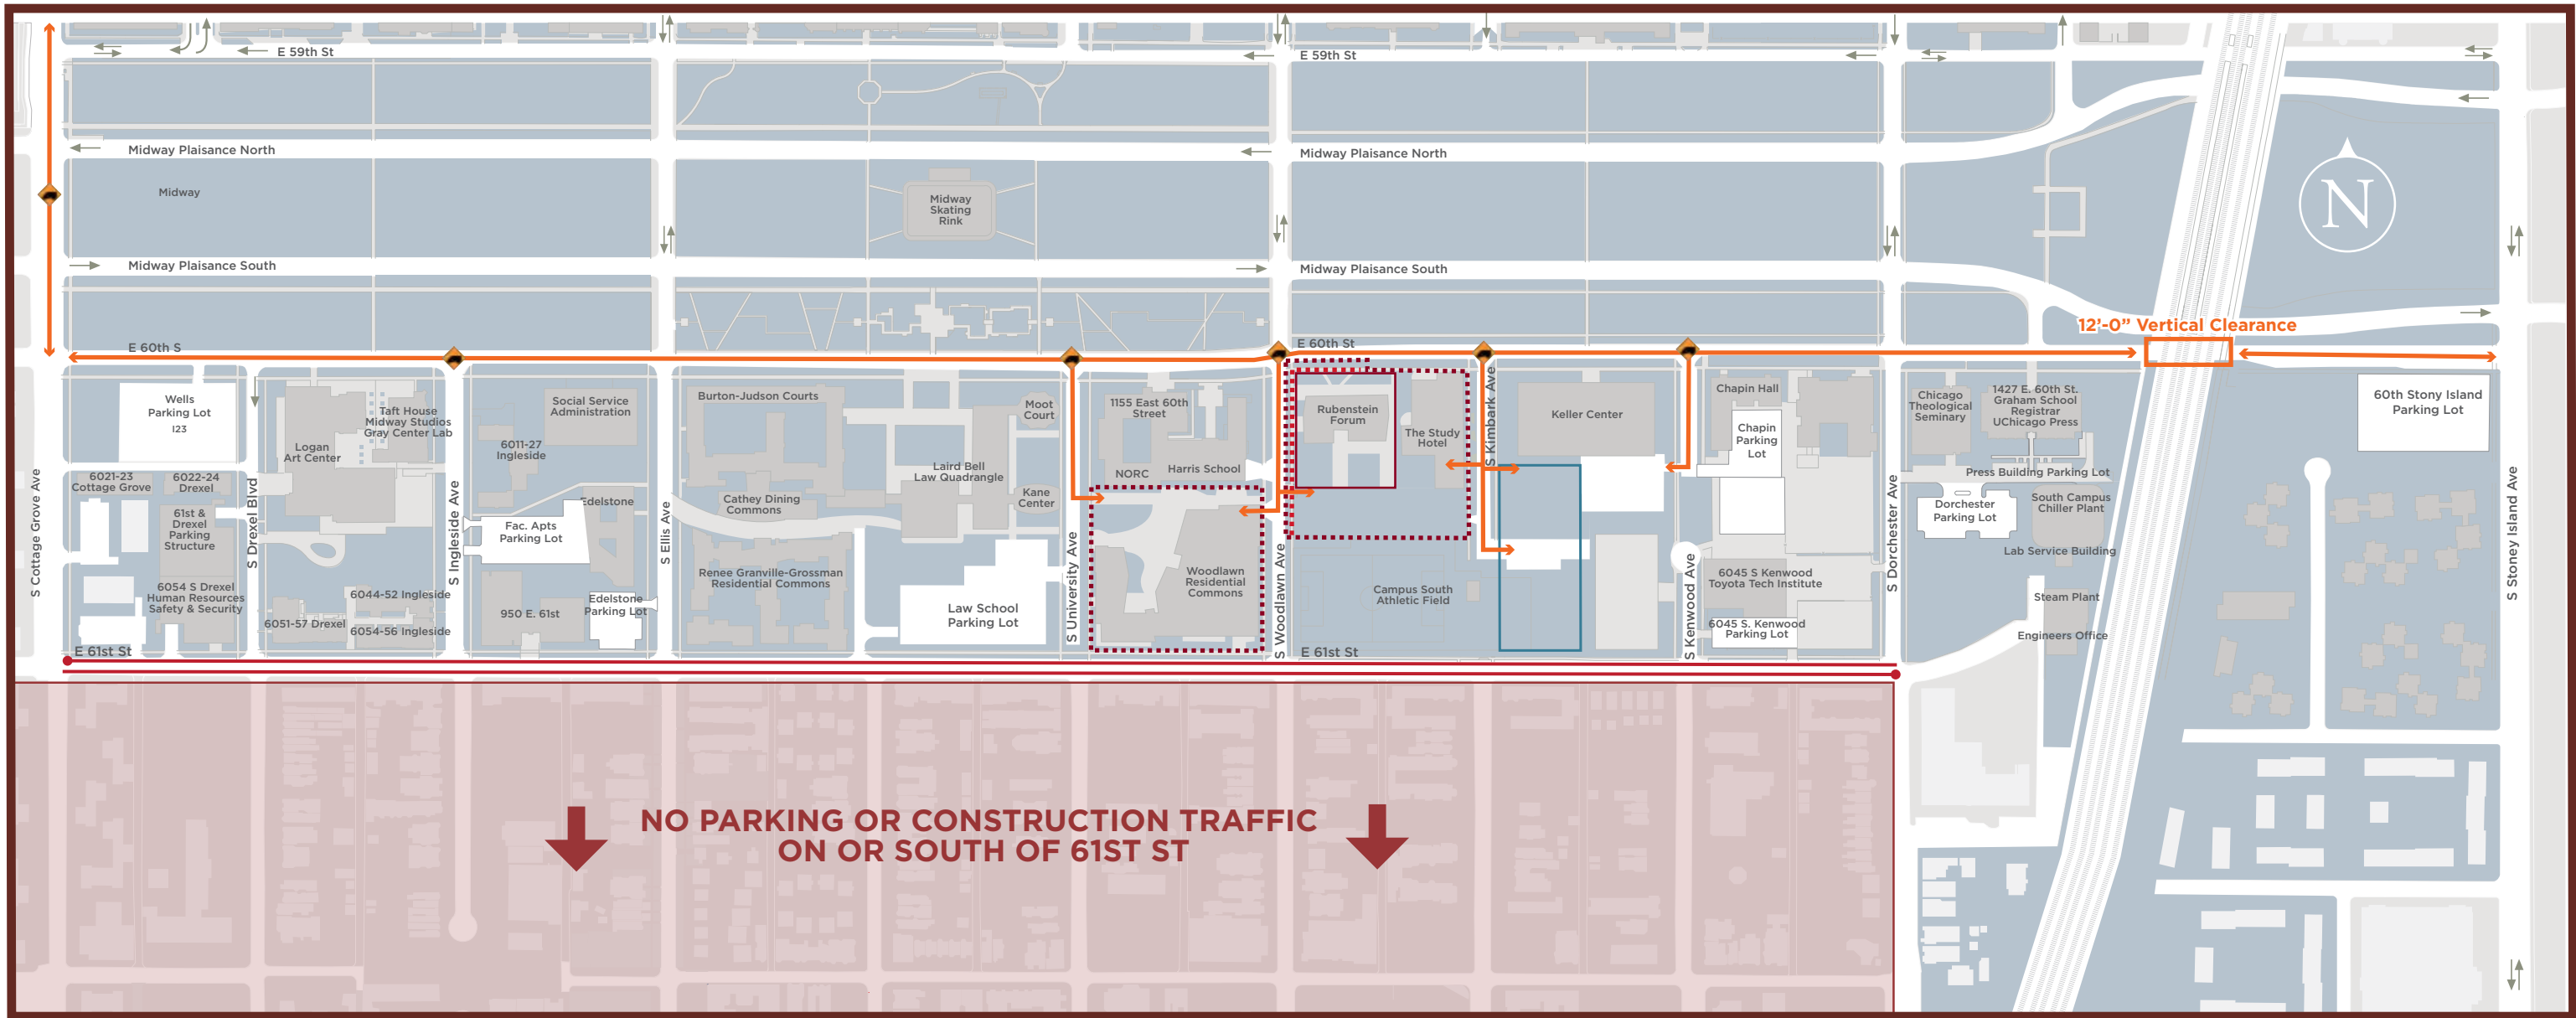 E 59th St
E 59th St
Midway Plaisance North
Midway Plaisance North
Midway
Midway
Skating
Rink
N
Midway Plaisance South
Midway Plaisance South
12'-0” Vertical Clearance
E 60th S
E 60th St
Wells
Parking Lot
I23
Taft House
Midway Studios
Gray Center Lab
Logan
Art Center
Social Service
Administration
6011-27
Ingleside
Burton-Judson Courts
Moot
Court
1155 East 60th
Street
Rubenstein
Forum
The Study
Hotel
S Kimbark Ave
Keller Center
Chapin Hall
Chapin
Parking
Lot
Chicago
Theological
Seminary
1427 E. 60th St.
Graham School
Registrar
UChicago Press
60th Stony Island
Parking Lot
6021-23
Cottage Grove
6022-24
Drexel
Laird Bell
Law Quadrangle
NORC
Harris School
Press Building Parking Lot
S Cottage Grove Ave
S Drexel Blvd
S Ingleside Ave
S Ellis Ave
S University Ave
S Woodlawn Ave
S Kenwood Ave
S Dorchester Ave
S Stoney Island Ave
61st &
Drexel
Parking
Structure
Edelstone
Fac. Apts
Parking Lot
Cathey Dining
Commons
Kane
Center
Dorchester
Parking Lot
South Campus
Chiller Plant
Lab Service Building
6054 S Drexel
Human Resources
Safety & Security
6044-52 Ingleside
6051-57 Drexel
6054-56 Ingleside
950 E. 61st
Edelstone
Parking Lot
Renee Granville-Grossman
Residential Commons
Law School
Parking Lot
Woodlawn
Residential
Commons
Campus South
Athletic Field
6045 S Kenwood
Toyota Tech Institute
6045 S. Kenwood
Parking Lot
Steam Plant
Engineers Office
E 61st St
E 61st St
NO PARKING OR CONSTRUCTION TRAFFIC
ON OR SOUTH OF 61ST ST